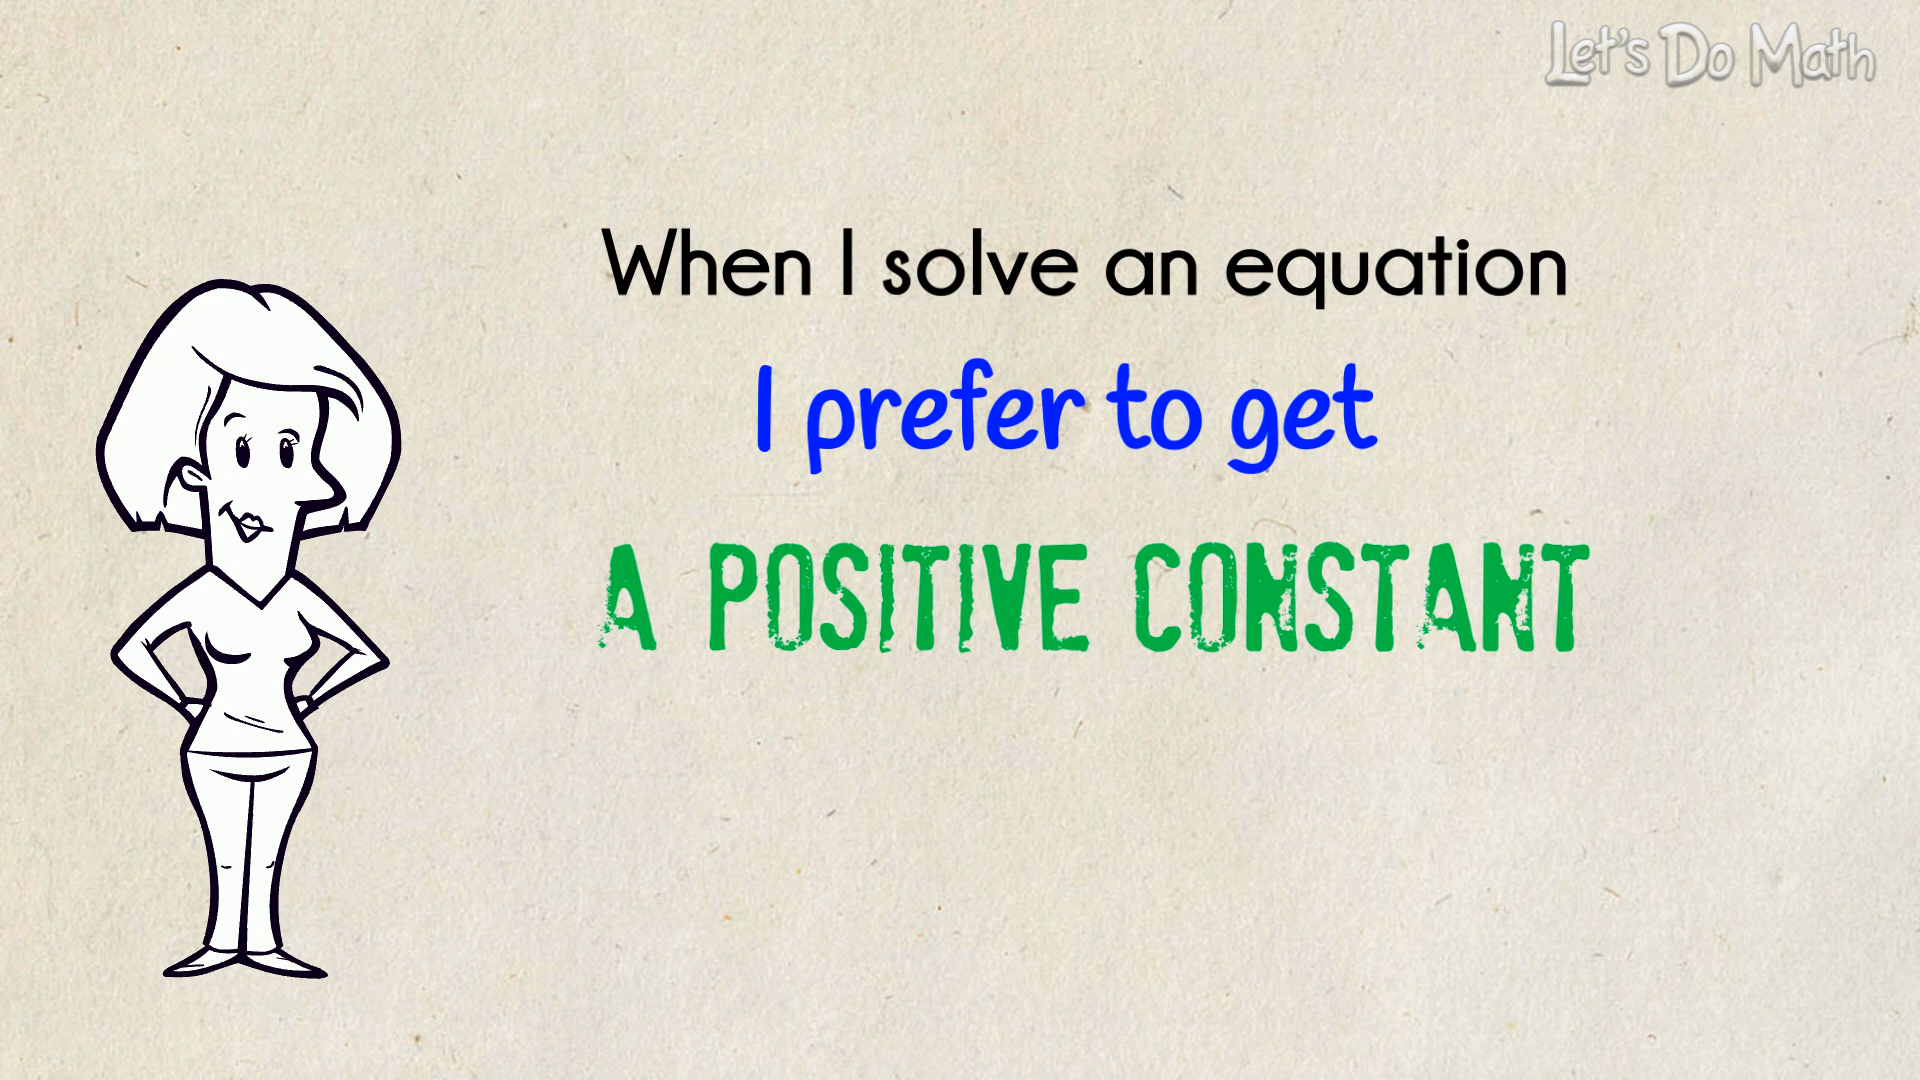 Let's Do Math
When I solve an equation
I prefer to get
A POSITIVE CONSTANT